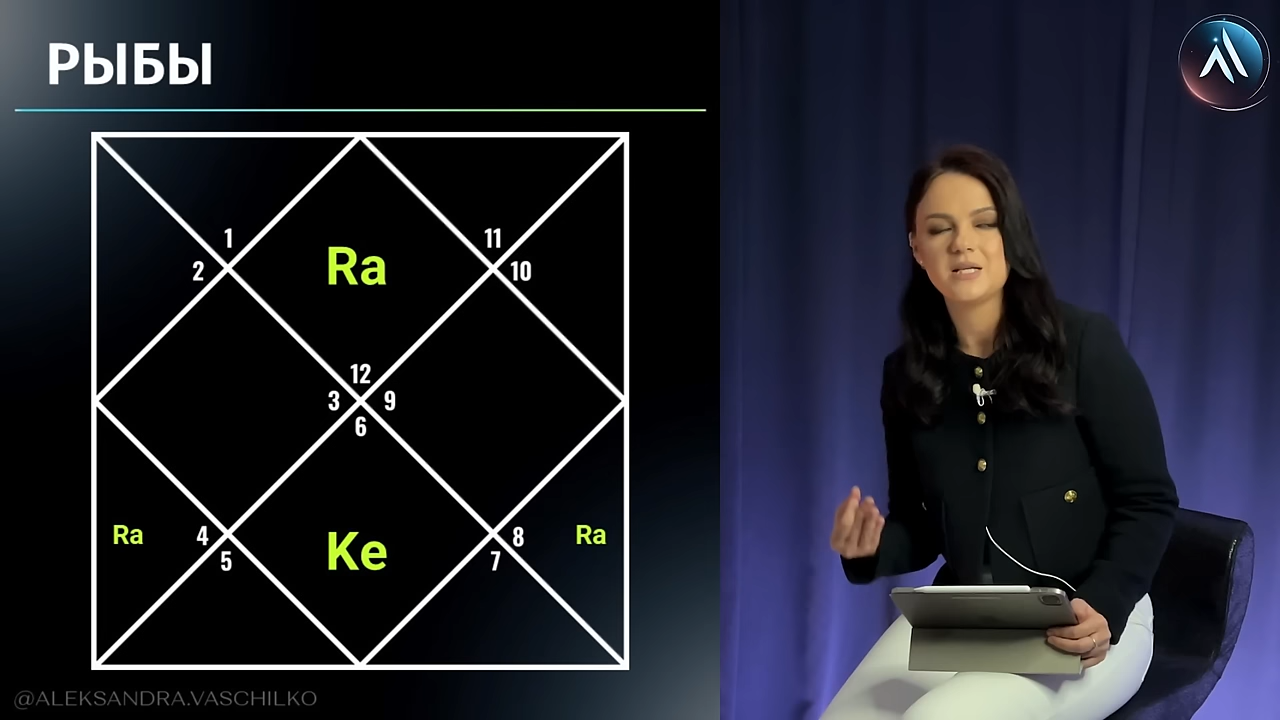 РЫБЫ
1
11
2
Ra
10
12
3
9
6
Ra
4
Ke
8
Ra
5
7
@ALEKSANDRA.VASCHILKO